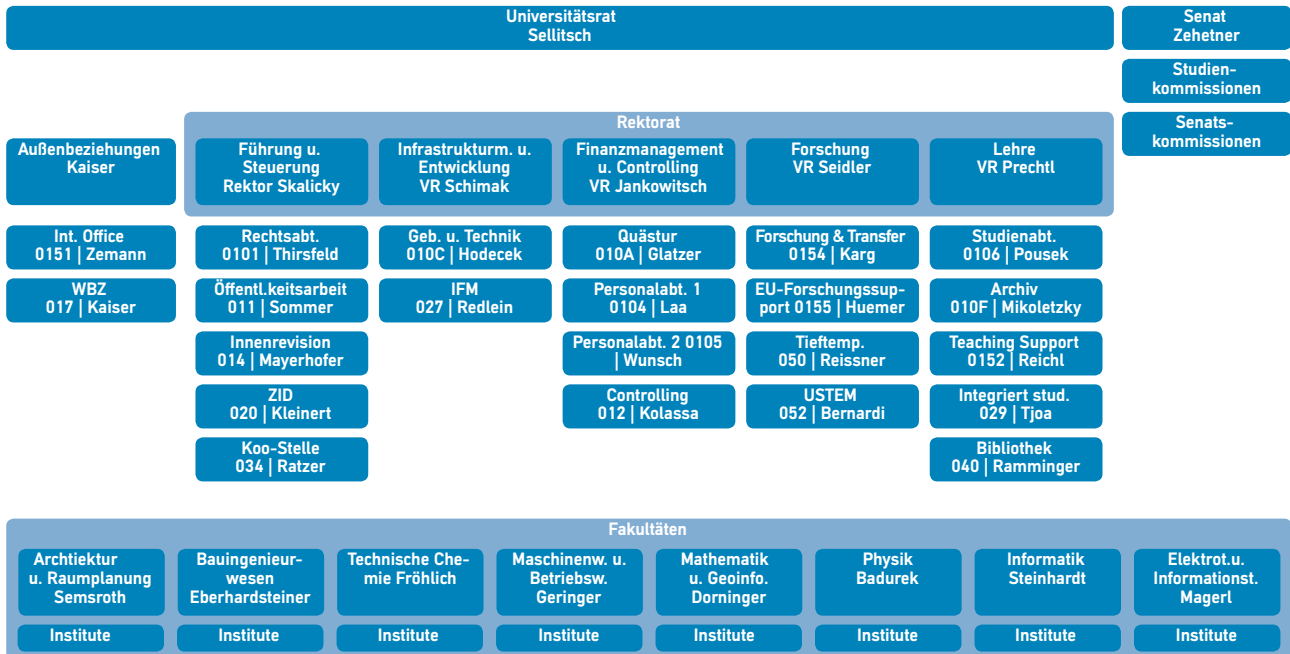 Universitätsrat
Sellitsch
Senat
Zehetner
Studien-
kommissionen
Senats-
kommissionen
Rektorat
Außenbeziehungen
Kaiser
Führung u.
Steuerung
Rektor Skalicky
Infrastrukturm. u.
Entwicklung
VR Schimak
Finanzmanagement
u. Controlling
VR Jankowitsch
Forschung
VR Seidler
Lehre
VR Prechtl
Int. Office
0151 | Zemann
Rechtsabt.
0101 | Thirsfeld
Geb. u. Technik
010C | Hodecek
Quästur
010A | Glatzer
Forschung & Transfer
0154 | Karg
Studienabt.
0106 | Pousek
WBZ
017 | Kaiser
Öffentl.keitsarbeit
011 | Sommer
IFM
027 | Redlein
Personalabt. 1
0104 | Laa
EU-Forschungssup-
port 0155 | Huemer
Archiv
010F | Mikoletzky
Innenrevision
014 | Mayerhofer
Personalabt. 2 0105
| Wunsch
Tieftemp.
050 | Reissner
Teaching Support
0152 | Reichl
ZID
020 | Kleinert
Controlling
012 | Kolassa
USTEM
052 | Bernardi
Integriert stud.
029 | Tjoa
Koo-Stelle
034 | Ratzer
Bibliothek
040 | Ramminger
Fakultäten
Archtiektur
u. Raumplanung
Semsroth
Bauingenieur-
wesen
Eberhardsteiner
Technische Che-
mie Fröhlich
Maschinenw. u.
Betriebsw.
Geringer
Mathematik
u. Geoinfo.
Dorninger
Physik
Badurek
Informatik
Steinhardt
Elektrot.u.
Informationst.
Magerl
Institute
Institute
Institute
Institute
Institute
Institute
Institute
Institute